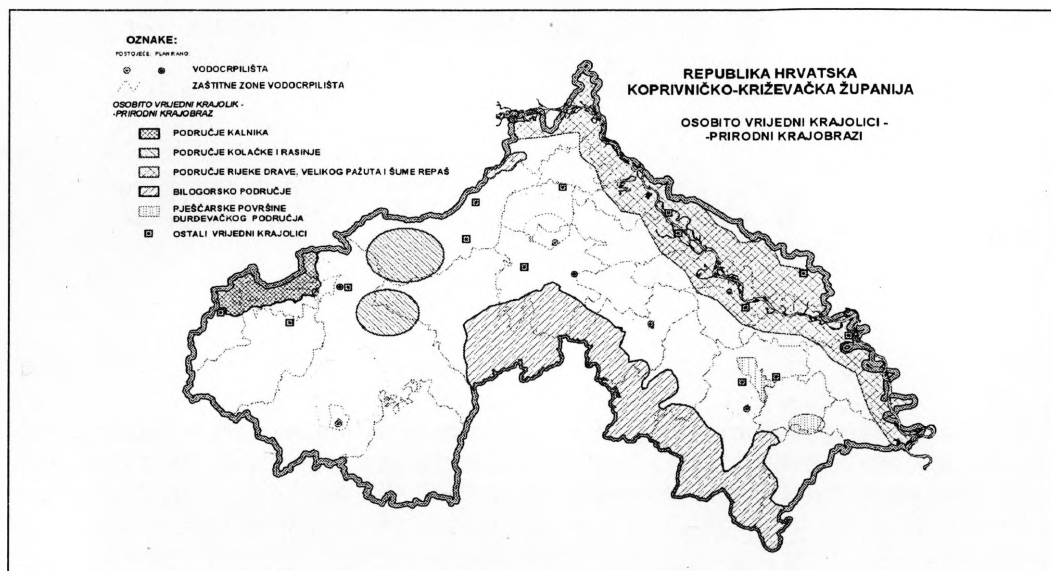 OZNAKE:
POSTOJEĆE PLANIRANO
VODOCRPILIŠTA
ZAŠTITNE ZONE VODOCRPILIŠTA
OSOBITO VRIJEDNI KRAJOLIK -
-PRIRODNI KRAJOBRAZ
PODRUČJE KALNIKA
PODRUČJE KOLAČKE I RASINJE
PODRUČJE RIJEKE DRAVE, VELIKOG PAŽUTA I ŠUME REPAŠ
BILOGORSKO PODRUČJE
PJEŠČARSKE POVRŠINE
ĐURĐEVAČKOG PODRUČJA
OSTALI VRIJEDNI KRAJOLICI
REPUBLIKA HRVATSKA
KOPRIVNIČKO-KRIŽEVAČKA ŽUPANIJA
OSOBITO VRIJEDNI KRAJOLICI -
-PRIRODNI KRAJOBRAZI